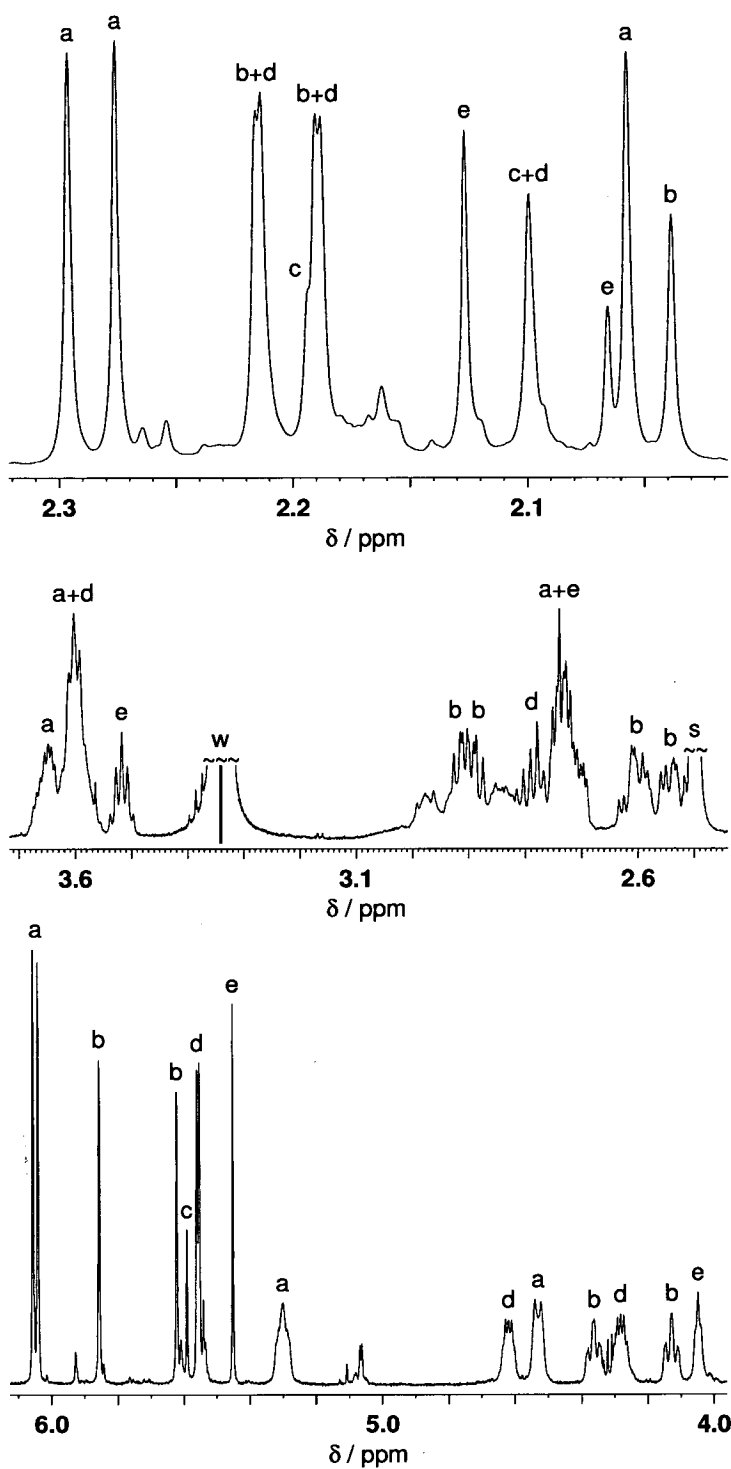 a a b+d b+d c e c+d e a b
2.3 2.2 2.1
δ / ppm
a a+d e w b b d a+e b b s
~~~ ~~
3.6 3.1 2.6
δ / ppm
a b b c d e a d a b d b e
6.0 5.0 4.0
δ / ppm